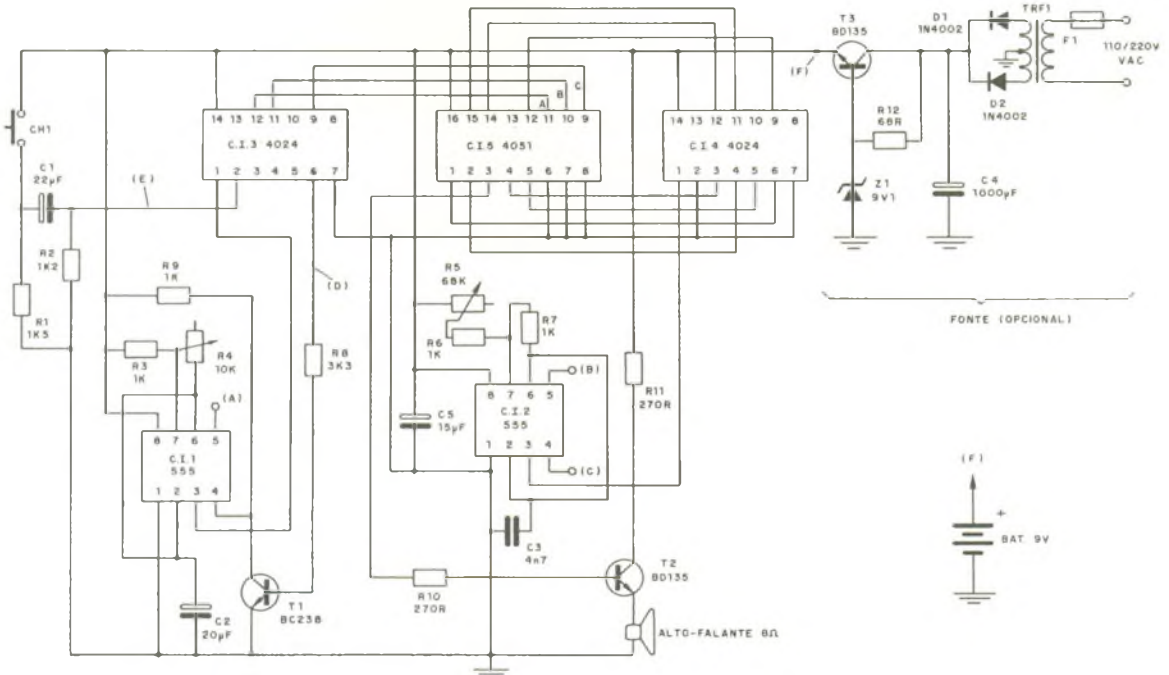 T3
BD135
D1
1N4002
TRF1
F1
110/220V
VAC
(F)
D2
1N4002
R12
68R
Z1
9V1
C4
1000µF
FONTE (OPCIONAL)
CH1
C1
22µF
(E)
R2
1K2
R1
1K5
14 13 12 11 10 9 8
C.I.3 4024
1 2 3 4 5 6 7
A
B
C
16 15 14 13 12 11 10 9
C.I.5 4051
1 2 3 4 5 6 7 8
14 13 12 11 10 9 8
C.I.4 4024
1 2 3 4 5 6 7
R9
1K
R3
1K
R4
10K
(A)
(D)
R8
3K3
8 7 6 5
C.I.1
555
1 2 3 4
C2
20µF
T1
BC238
R5
68K
R6
1K
R7
1K
C5
15µF
8 7 6 5
C.I.2
555
1 2 3 4
(B)
(C)
C3
4n7
R11
270R
R10
270R
T2
BD135
ALTO-FALANTE 8Ω
(F)
+
BAT. 9V